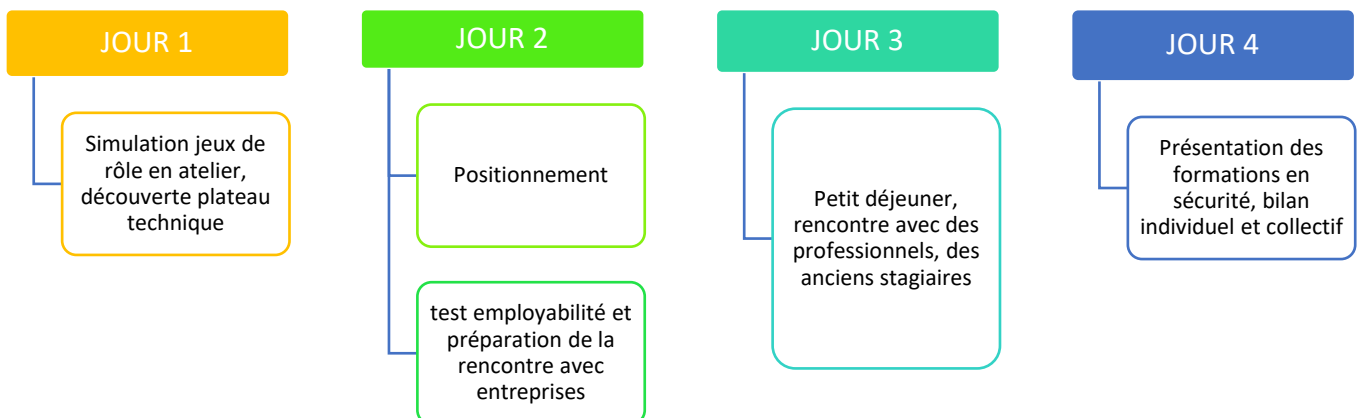 JOUR 1
Simulation jeux de
rôle en atelier,
découverte plateau
technique
JOUR 2
Positionnement
test employabilité et
préparation de la
rencontre avec
entreprises
JOUR 3
Petit déjeuner,
rencontre avec des
professionnels, des
anciens stagiaires
JOUR 4
Présentation des
formations en
sécurité, bilan
individuel et collectif